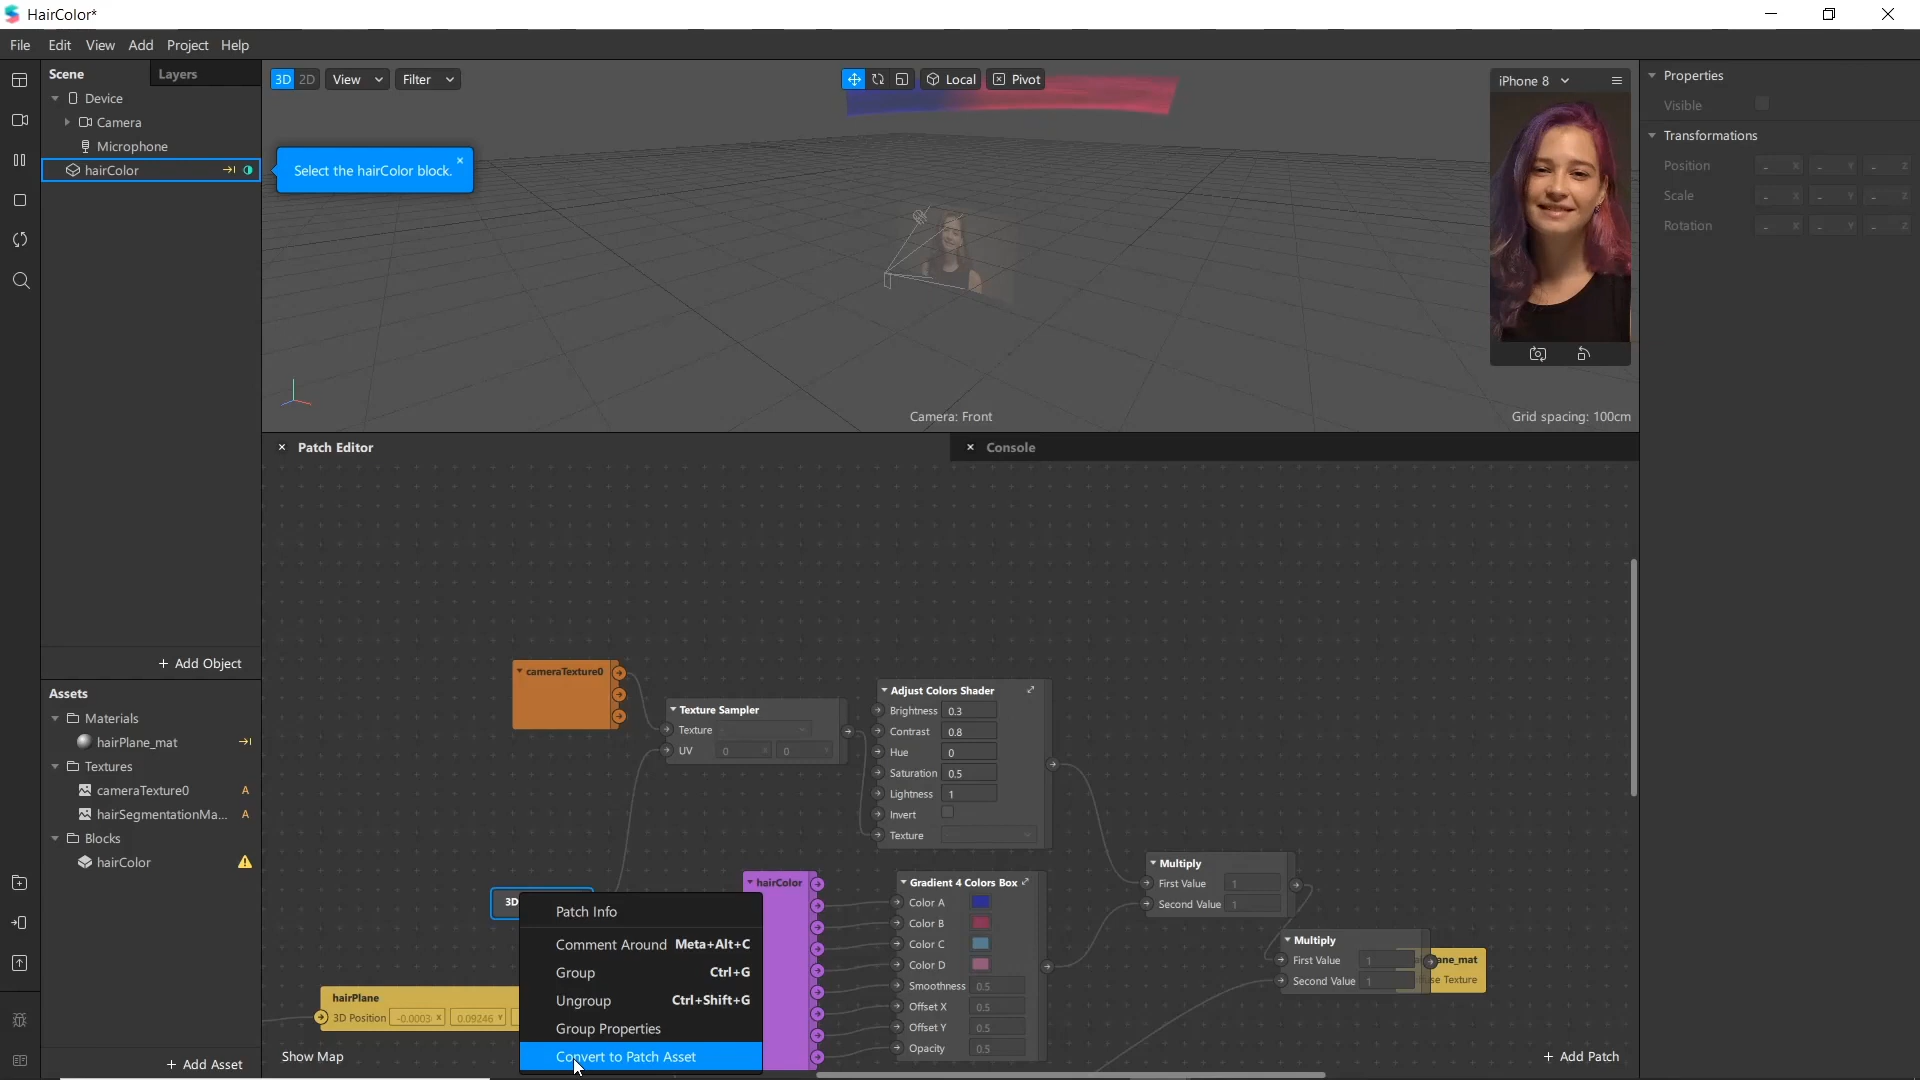 HairColor*
File Edit View Add Project Help
Scene Layers
Device
Camera
Microphone
hairColor
Select the hairColor block.
3D 2D View Filter
Local Pivot
Camera: Front
Grid spacing: 100cm
iPhone 8
Properties
Visible
Transformations
Position - X - Y - Z
Scale - X - Y - Z
Rotation - X - Y - Z
+ Add Object
Assets
Materials
hairPlane_mat
Textures
cameraTexture0 A
hairSegmentationMa... A
Blocks
hairColor
+ Add Asset
Patch Editor
Console
cameraTexture0
Texture Sampler
Texture -
UV 0 X 0 Y
Adjust Colors Shader
Brightness 0.3
Contrast 0.8
Hue 0
Saturation 0.5
Lightness 1
Invert
Texture
3D
hairColor
Gradient 4 Colors Box
Color A
Color B
Color C
Color D
Smoothness 0.5
Offset X 0.5
Offset Y 0.5
Opacity 0.5
Multiply
First Value 1
Second Value 1
Multiply
First Value 1
Second Value 1
ane_mat
se Texture
hairPlane
3D Position -0.0003 X 0.09246 Y
Patch Info
Comment Around Meta+Alt+C
Group Ctrl+G
Ungroup Ctrl+Shift+G
Group Properties
Convert to Patch Asset
Show Map
+ Add Patch